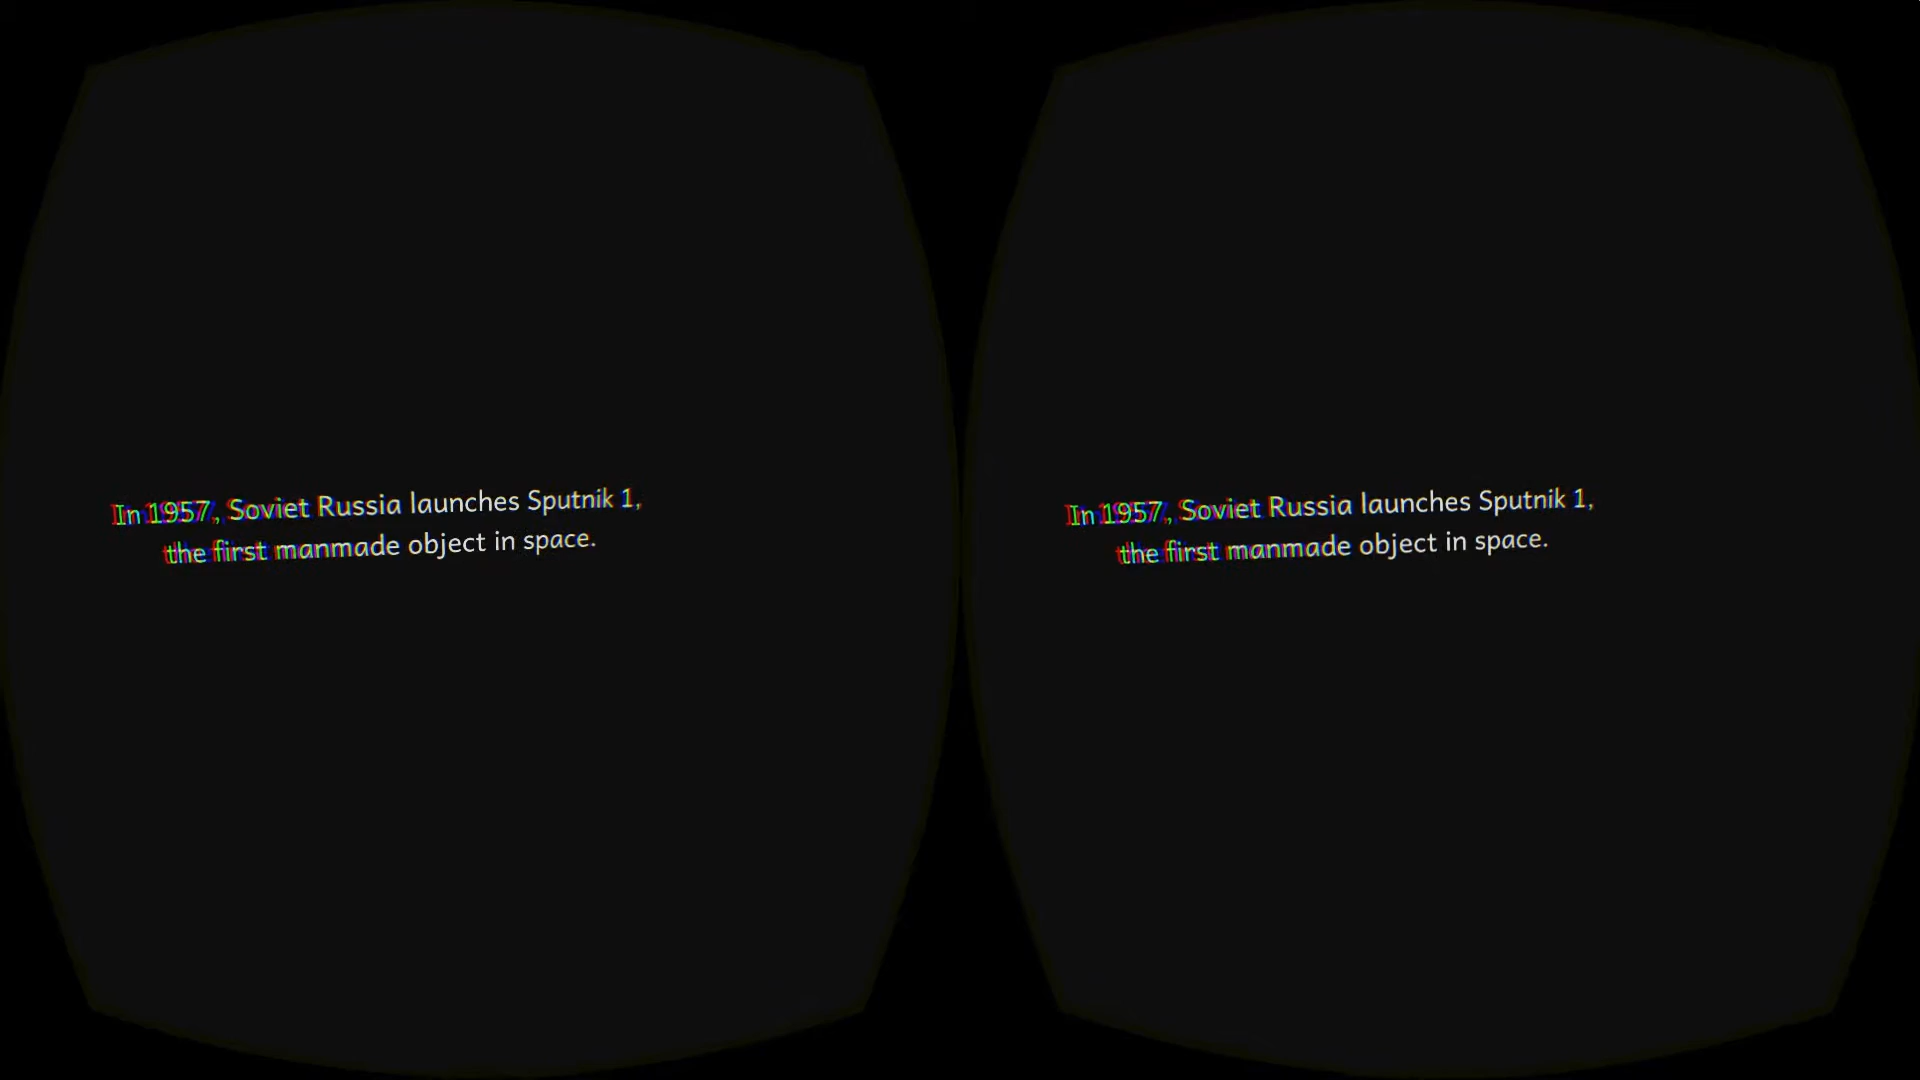 In 1957, Soviet Russia launches Sputnik 1,
the first manmade object in space.
In 1957, Soviet Russia launches Sputnik 1,
the first manmade object in space.